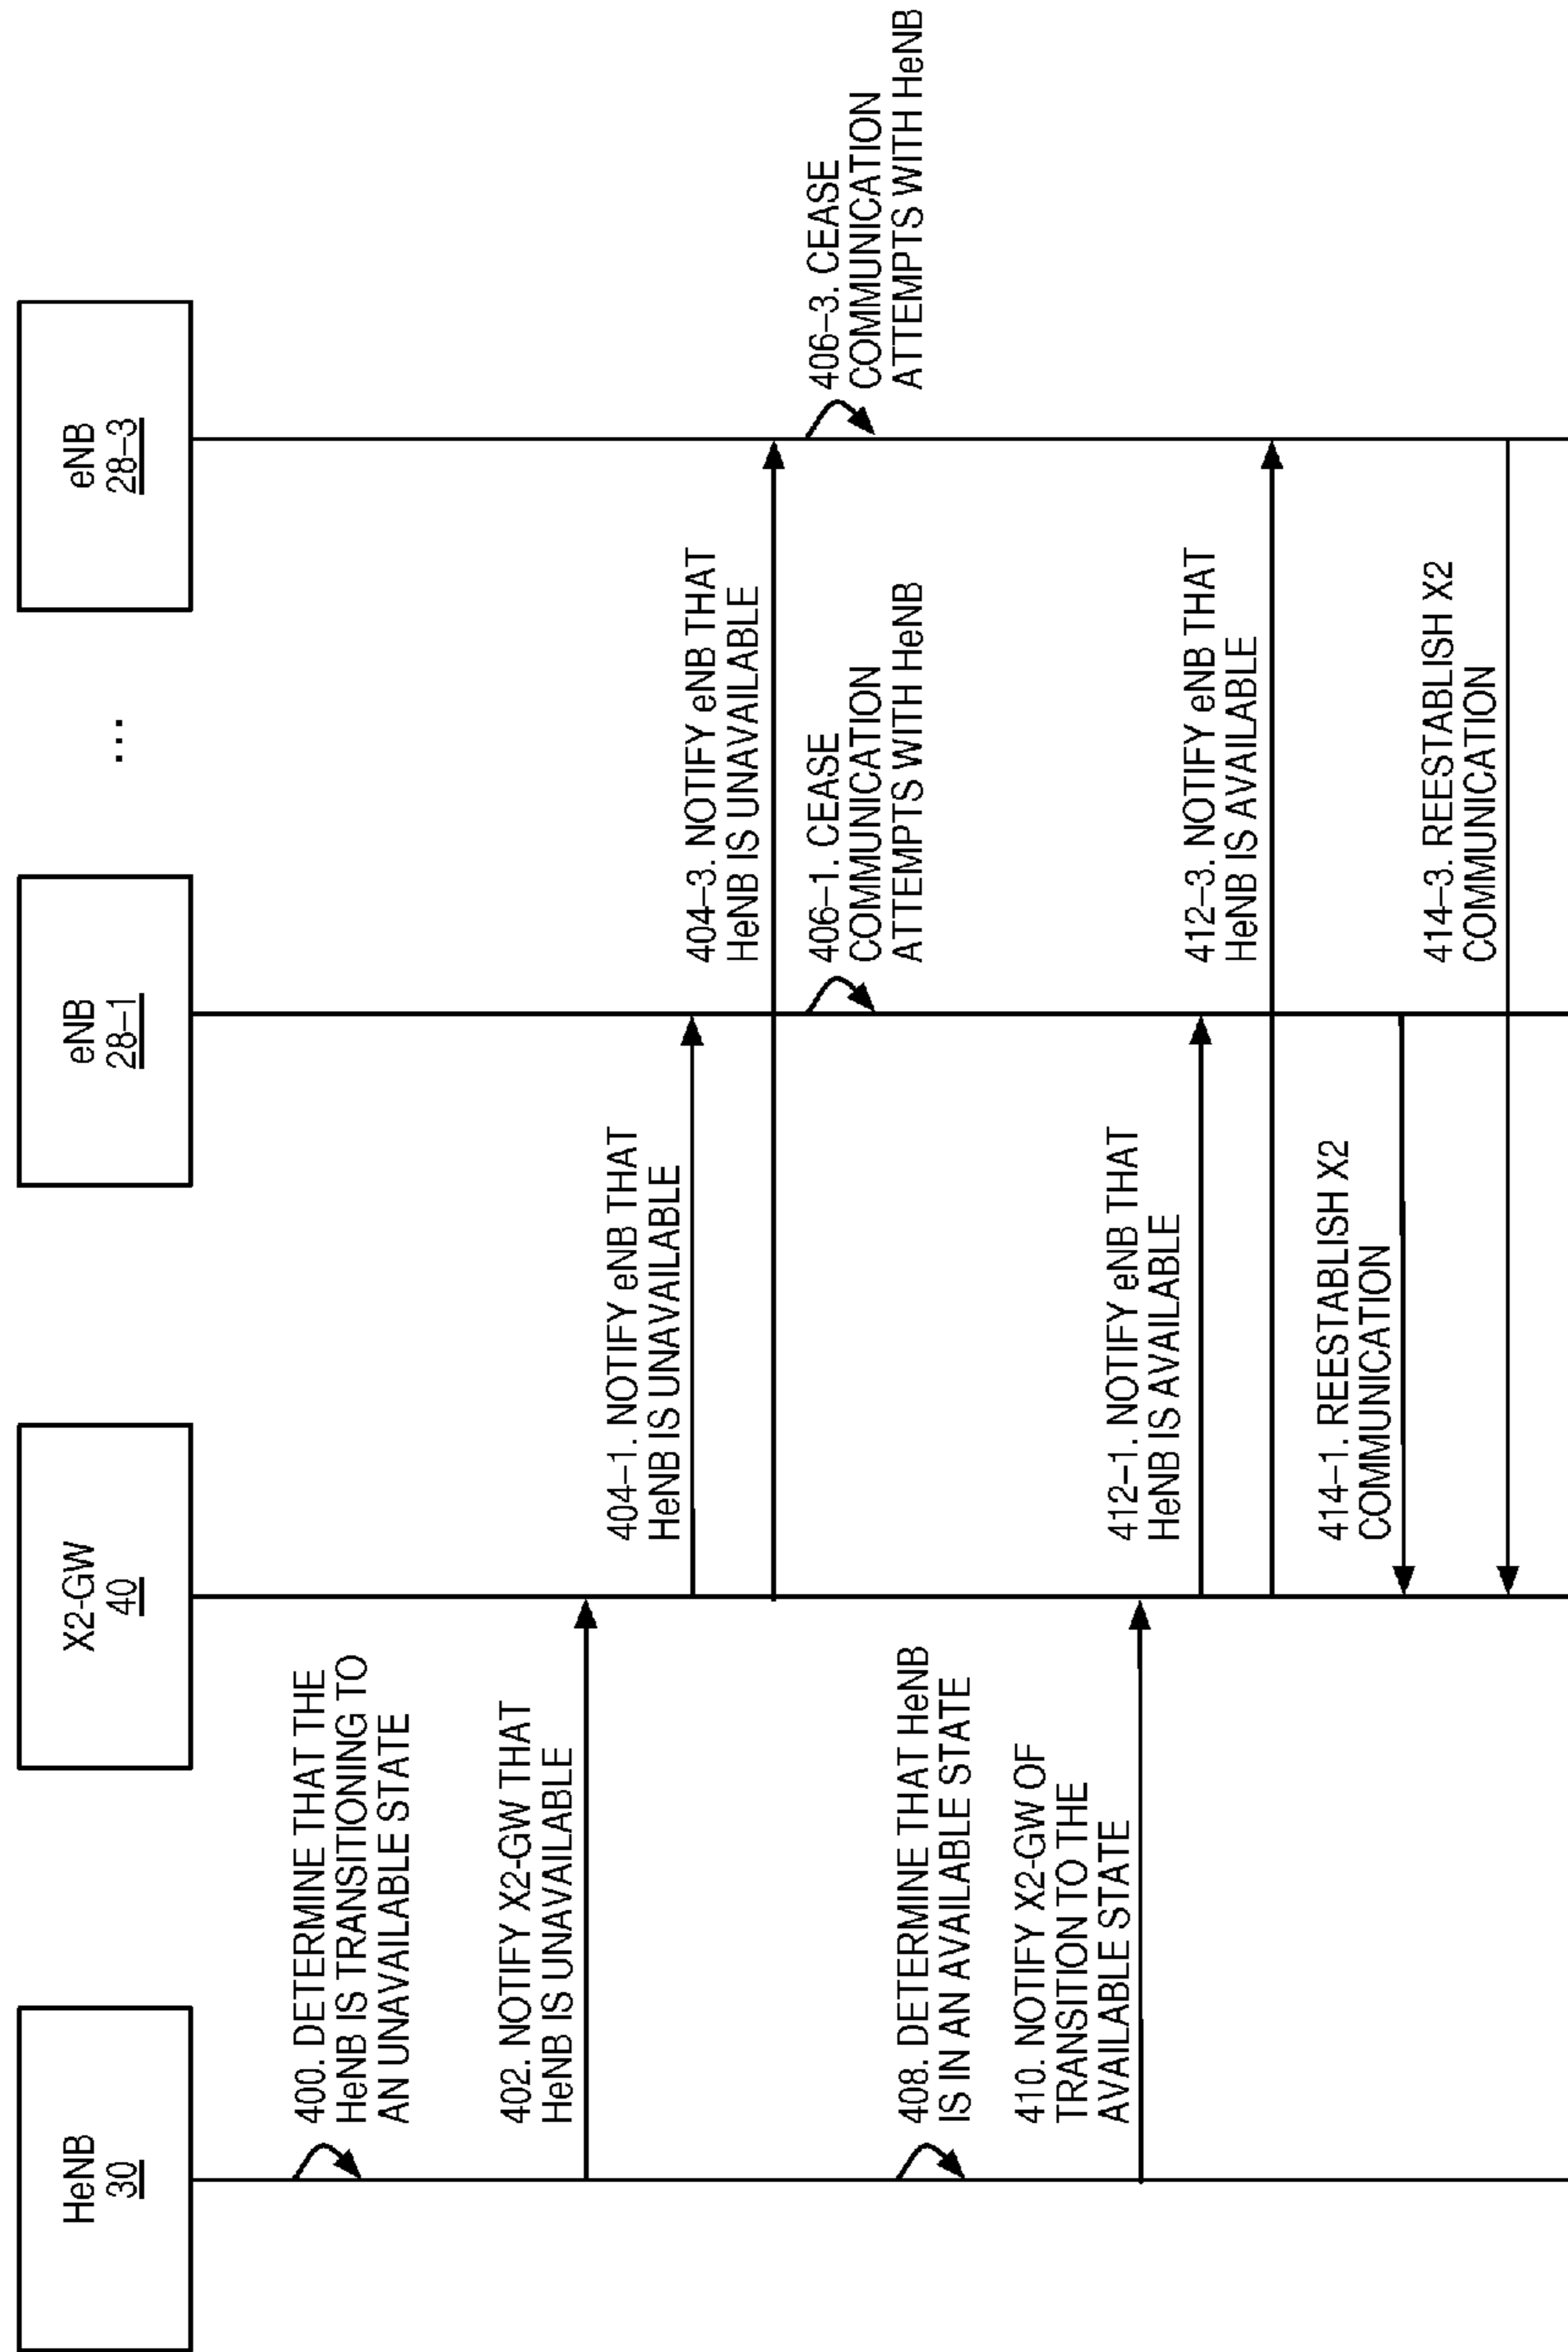 HeNB
30
X2-GW
40
eNB
28–1
...
eNB
28–3
400. DETERMINE THAT THE
HeNB IS TRANSITIONING TO
AN UNAVAILABLE STATE
402. NOTIFY X2-GW THAT
HeNB IS UNAVAILABLE
404–1. NOTIFY eNB THAT
HeNB IS UNAVAILABLE
404–3. NOTIFY eNB THAT
HeNB IS UNAVAILABLE
406–1. CEASE
COMMUNICATION
ATTEMPTS WITH HeNB
406–3. CEASE
COMMUNICATION
ATTEMPTS WITH HeNB
408. DETERMINE THAT HeNB
IS IN AN AVAILABLE STATE
410. NOTIFY X2-GW OF
TRANSITION TO THE
AVAILABLE STATE
412–1. NOTIFY eNB THAT
HeNB IS AVAILABLE
412–3. NOTIFY eNB THAT
HeNB IS AVAILABLE
414–1. REESTABLISH X2
COMMUNICATION
414–3. REESTABLISH X2
COMMUNICATION